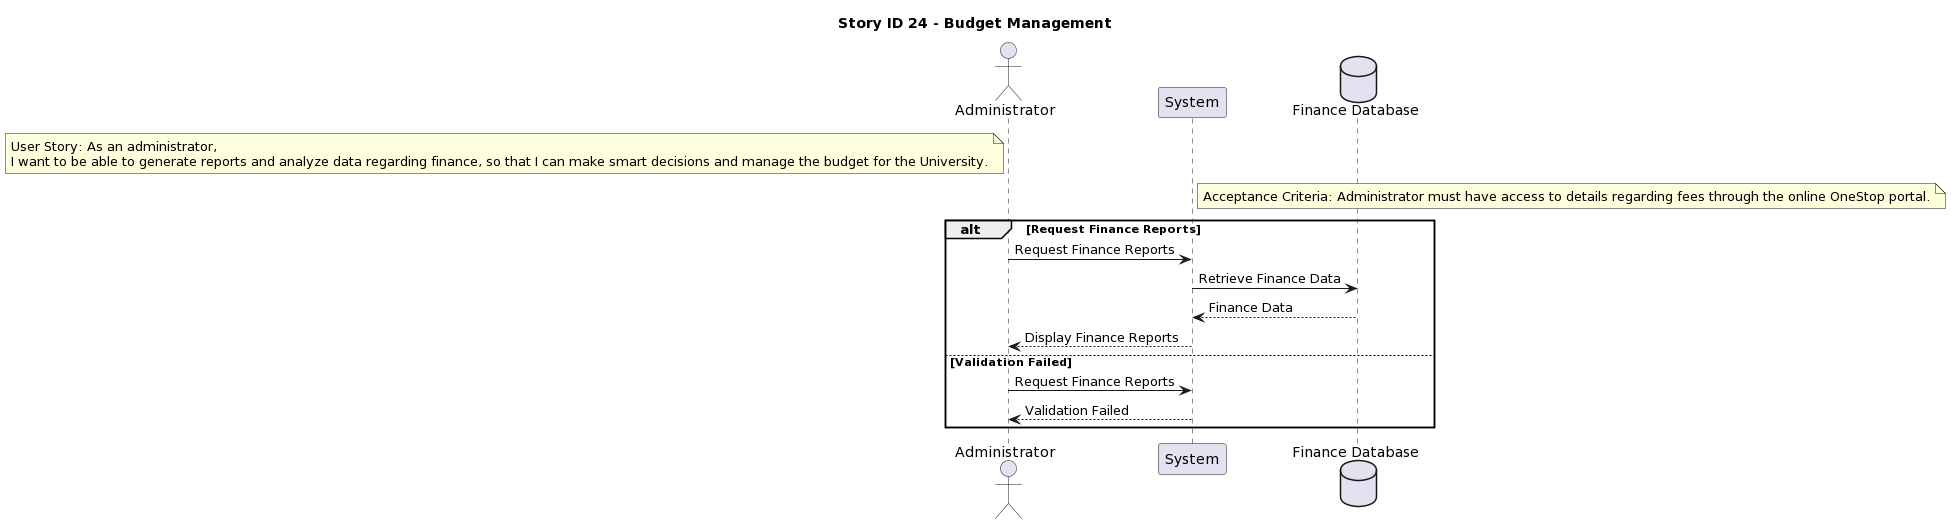 Story ID 24 - Budget Management
Administrator
System
Finance Database
User Story: As an administrator,
I want to be able to generate reports and analyze data regarding finance, so that I can make smart decisions and manage the budget for the University.
Acceptance Criteria: Administrator must have access to details regarding fees through the online OneStop portal.
alt [Request Finance Reports]
Request Finance Reports
Retrieve Finance Data
Finance Data
Display Finance Reports
[Validation Failed]
Request Finance Reports
Validation Failed
Administrator
System
Finance Database